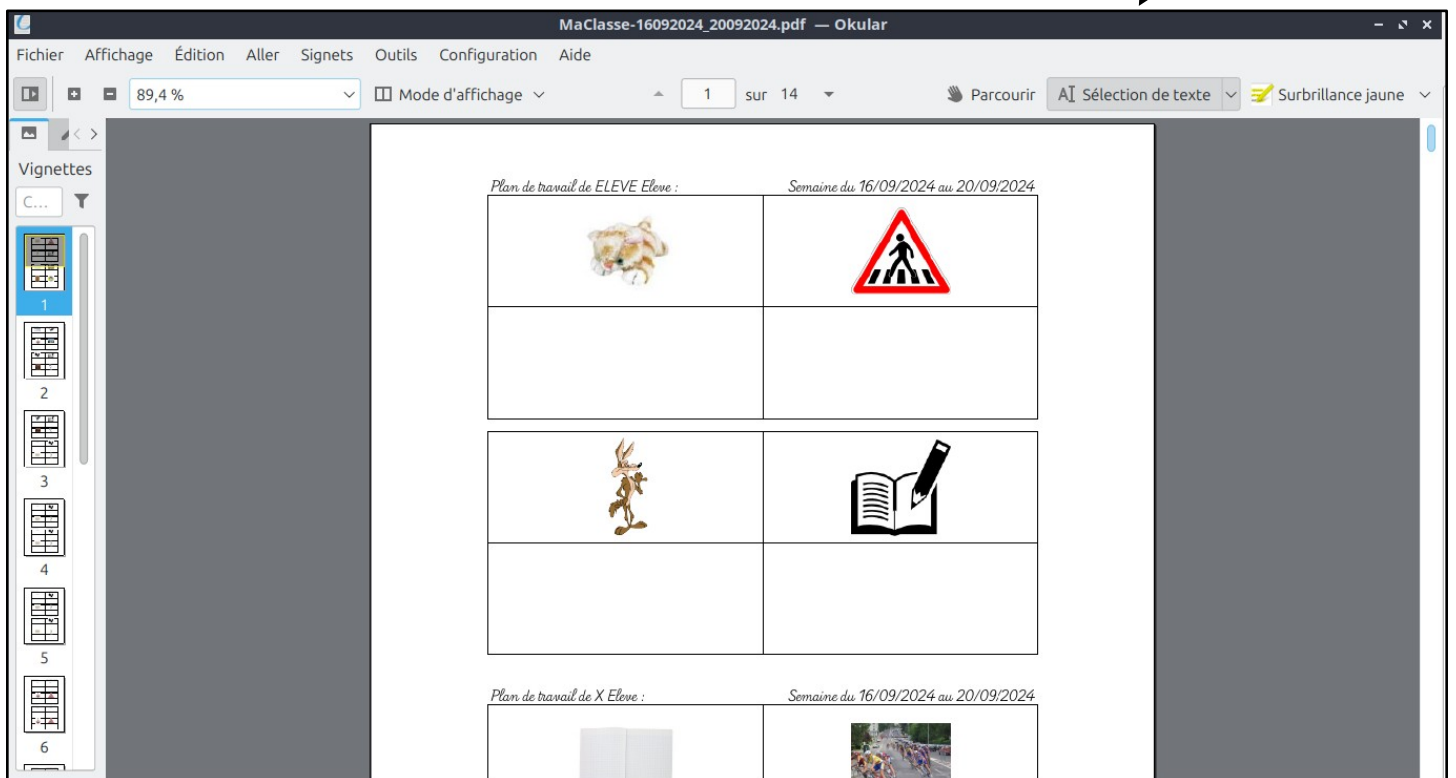 MaClasse-16092024_20092024.pdf — Okular
Fichier Affichage Édition Aller Signets Outils Configuration Aide
89,4 % Mode d'affichage 1 sur 14 Parcourir Sélection de texte Surbrillance jaune
Vignettes
C...
Plan de travail de ELEVE Eleve : Semaine du 16/09/2024 au 20/09/2024
1
2
3
4
5
Plan de travail de X Eleve : Semaine du 16/09/2024 au 20/09/2024
6